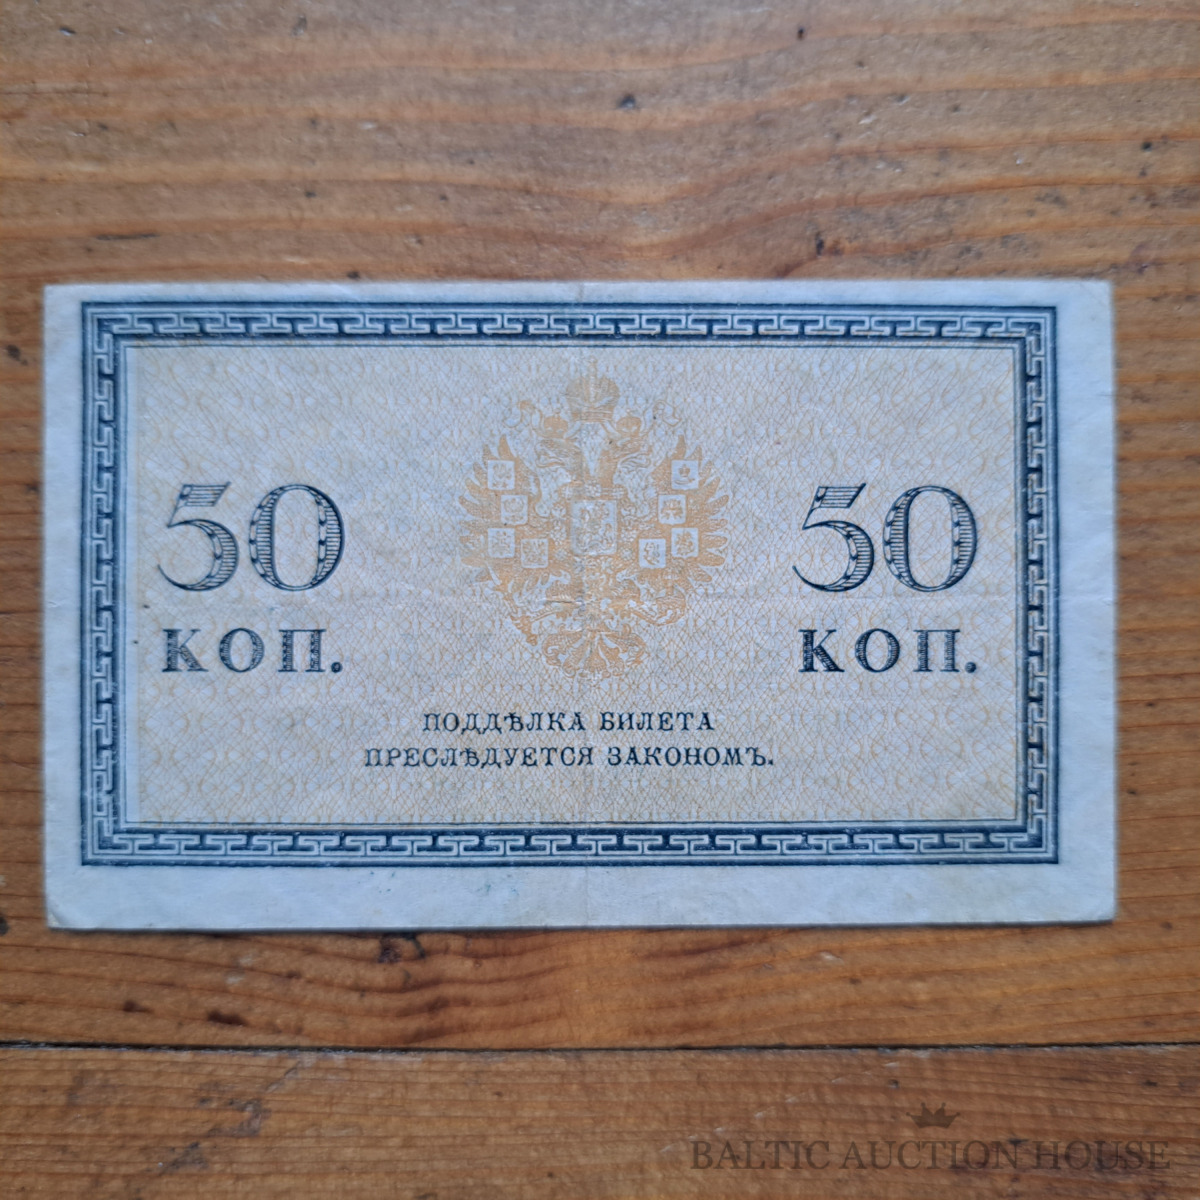 50 50
КОП. КОП.
ПОДДѢЛКА БИЛЕТА
ПРЕСЛѢДУЕТСЯ ЗАКОНОМЪ.
BALTIC AUCTION HOUSE